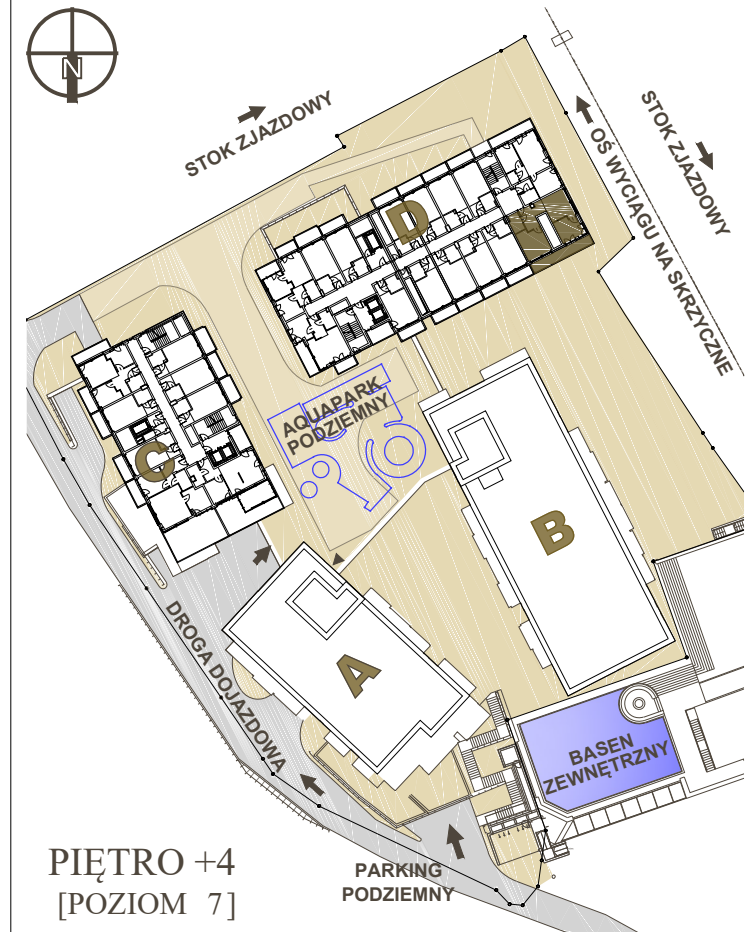 N
STOK ZJAZDOWY
STOK ZJAZDOWY
OŚ WYCIĄGU NA SKRZYCZNE
D
C
AQUAPARK
PODZIEMNY
B
A
DROGA DOJAZDOWA
BASEN
ZEWNĘTRZNY
PARKING
PODZIEMNY
PIĘTRO +4
[POZIOM 7]